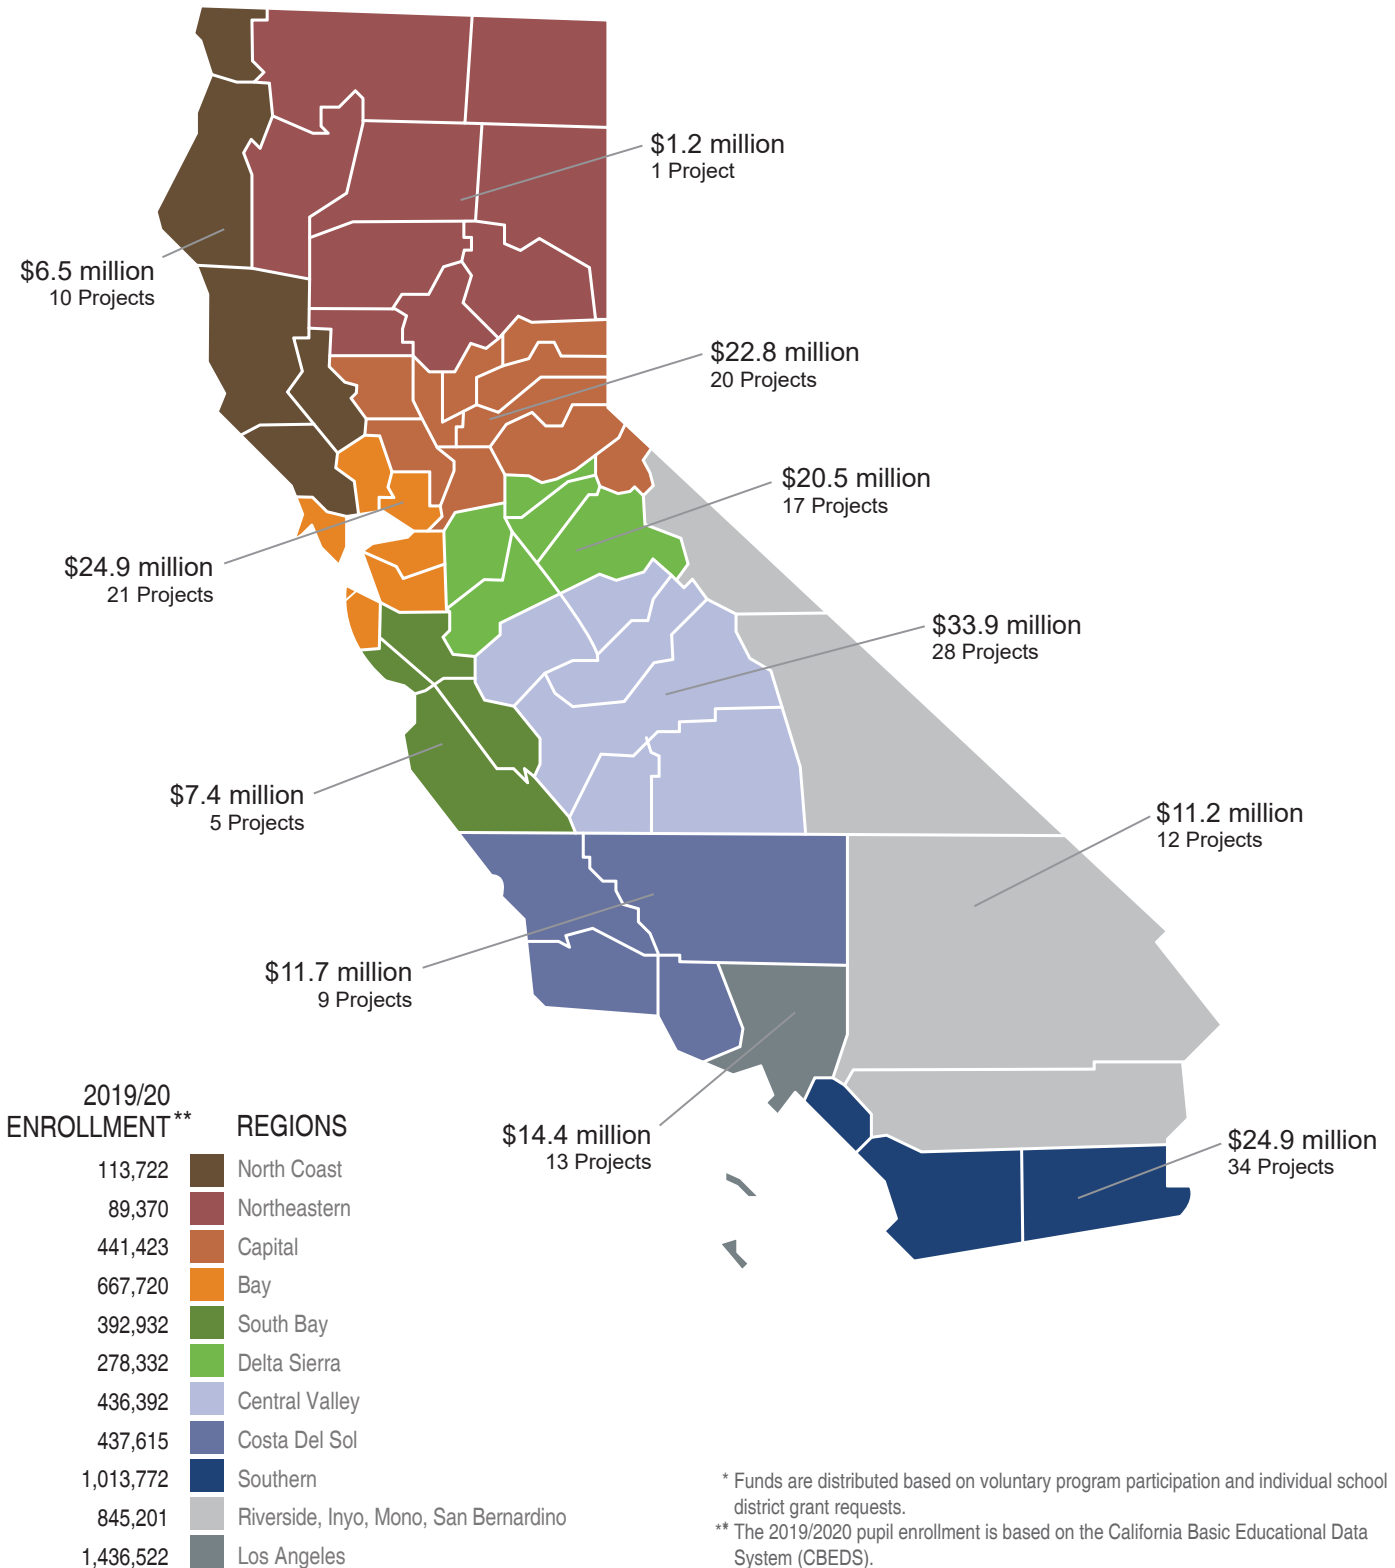 $1.2 million
1 Project
$6.5 million
10 Projects
$22.8 million
20 Projects
$20.5 million
17 Projects
$24.9 million
21 Projects
$33.9 million
28 Projects
$7.4 million
5 Projects
$11.2 million
12 Projects
$11.7 million
9 Projects
$14.4 million
13 Projects
$24.9 million
34 Projects
2019/20
ENROLLMENT** REGIONS
113,722 North Coast
89,370 Northeastern
441,423 Capital
667,720 Bay
392,932 South Bay
278,332 Delta Sierra
436,392 Central Valley
437,615 Costa Del Sol
1,013,772 Southern
845,201 Riverside, Inyo, Mono, San Bernardino
1,436,522 Los Angeles
* Funds are distributed based on voluntary program participation and individual school
district grant requests.
** The 2019/2020 pupil enrollment is based on the California Basic Educational Data
System (CBEDS).